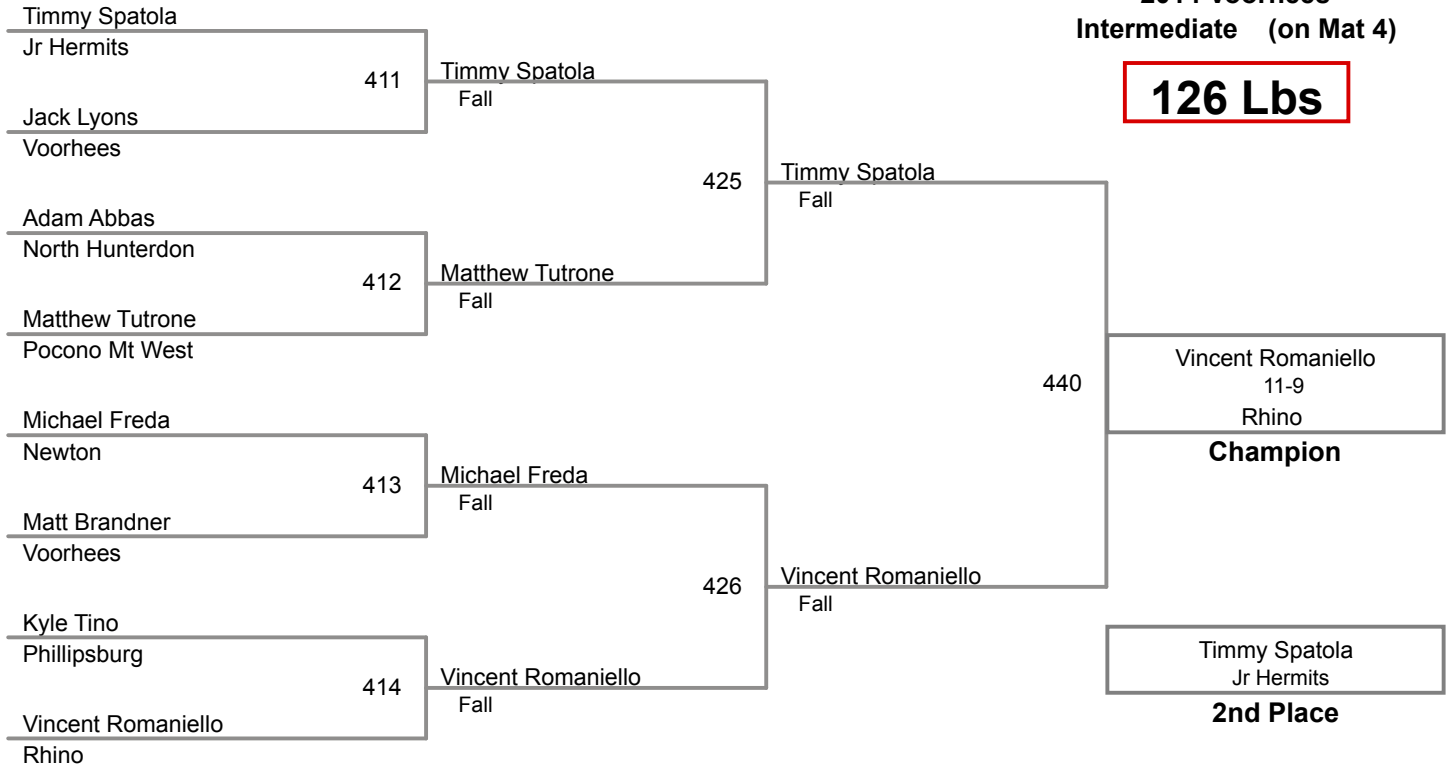 Intermediate (on Mat 4)
126 Lbs
Timmy Spatola
Jr Hermits
411
Jack Lyons
Voorhees
Timmy Spatola
Fall
Adam Abbas
North Hunterdon
412
Matthew Tutrone
Pocono Mt West
Matthew Tutrone
Fall
425
Timmy Spatola
Fall
Michael Freda
Newton
413
Matt Brandner
Voorhees
Michael Freda
Fall
Kyle Tino
Phillipsburg
414
Vincent Romaniello
Rhino
Vincent Romaniello
Fall
426
Vincent Romaniello
Fall
440
Vincent Romaniello
11-9
Rhino
Champion
Timmy Spatola
Jr Hermits
2nd Place